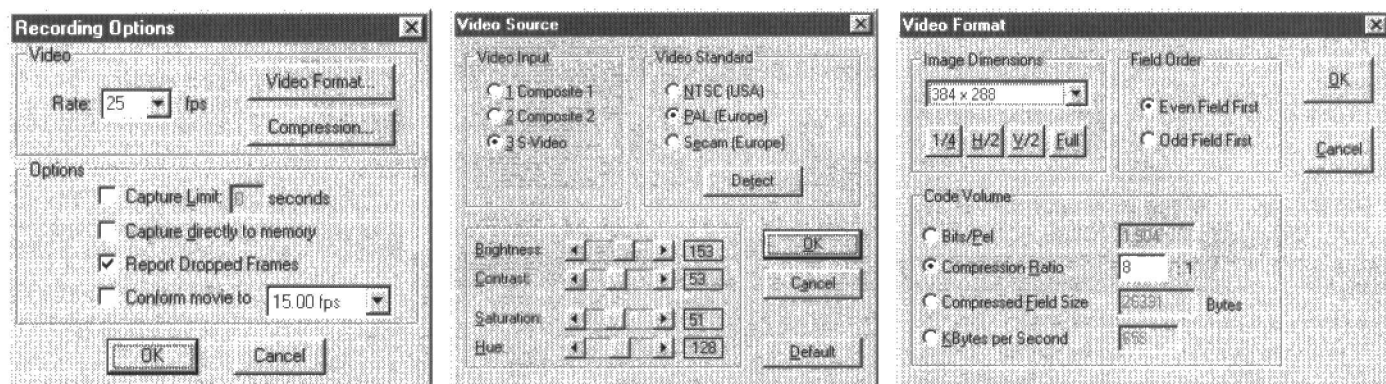 Recording Options
Video
Rate: 25 fps
Video Format...
Compression...
Options
Capture Limit: seconds
Capture directly to memory
Report Dropped Frames
Conform movie to 15.00 fps
OK Cancel
Video Source
Video Input
1 Composite 1
2 Composite 2
3 S-Video
Video Standard
NTSC (USA)
PAL (Europe)
Secam (Europe)
Detect
Brightness: 153
Contrast: 53
Saturation: 51
Hue: 128
OK
Cancel
Default
Video Format
Image Dimensions
384 x 288
1/4 H/2 V/2 Full
Field Order
Even Field First
Odd Field First
OK
Cancel
Code Volume
Bits/Pel 1,504
Compression Ratio 8 : 1
Compressed Field Size 26391 Bytes
KBytes per Second